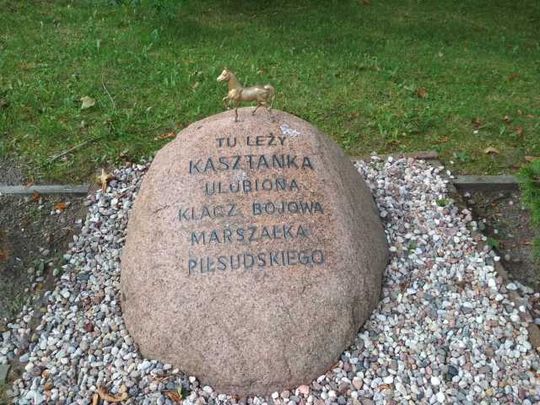 TU LEŻY
KASZTANKA
ULUBIONA
KLACZ BOJOWA
MARSZAŁKA
PIŁSUDSKIEGO